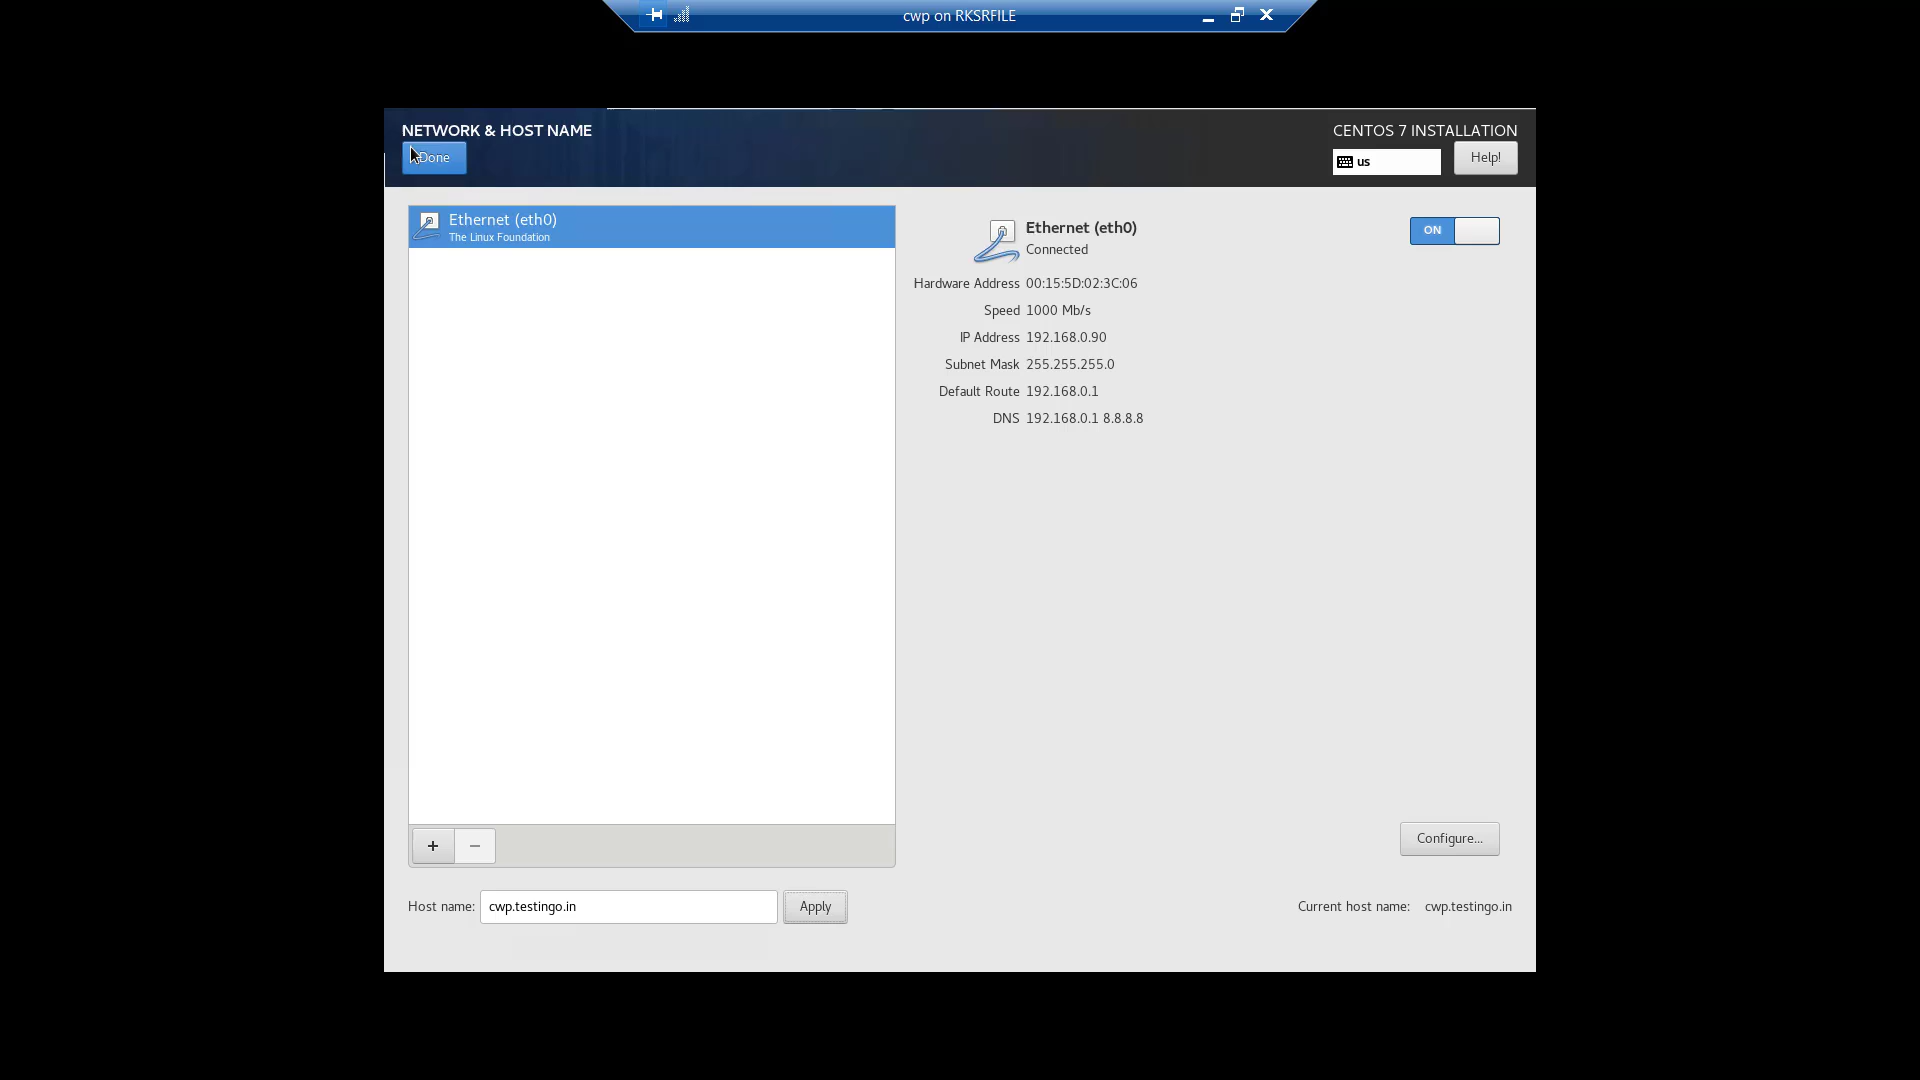 cwp on RKSRFILE
NETWORK & HOST NAME
CENTOS 7 INSTALLATION
Done
us
Help!
Ethernet (eth0)
The Linux Foundation
Ethernet (eth0)
Connected
ON
Hardware Address 00:15:5D:02:3C:06
Speed 1000 Mb/s
IP Address 192.168.0.90
Subnet Mask 255.255.255.0
Default Route 192.168.0.1
DNS 192.168.0.1 8.8.8.8
+ −
Configure...
Host name: cwp.testingo.in Apply
Current host name: cwp.testingo.in